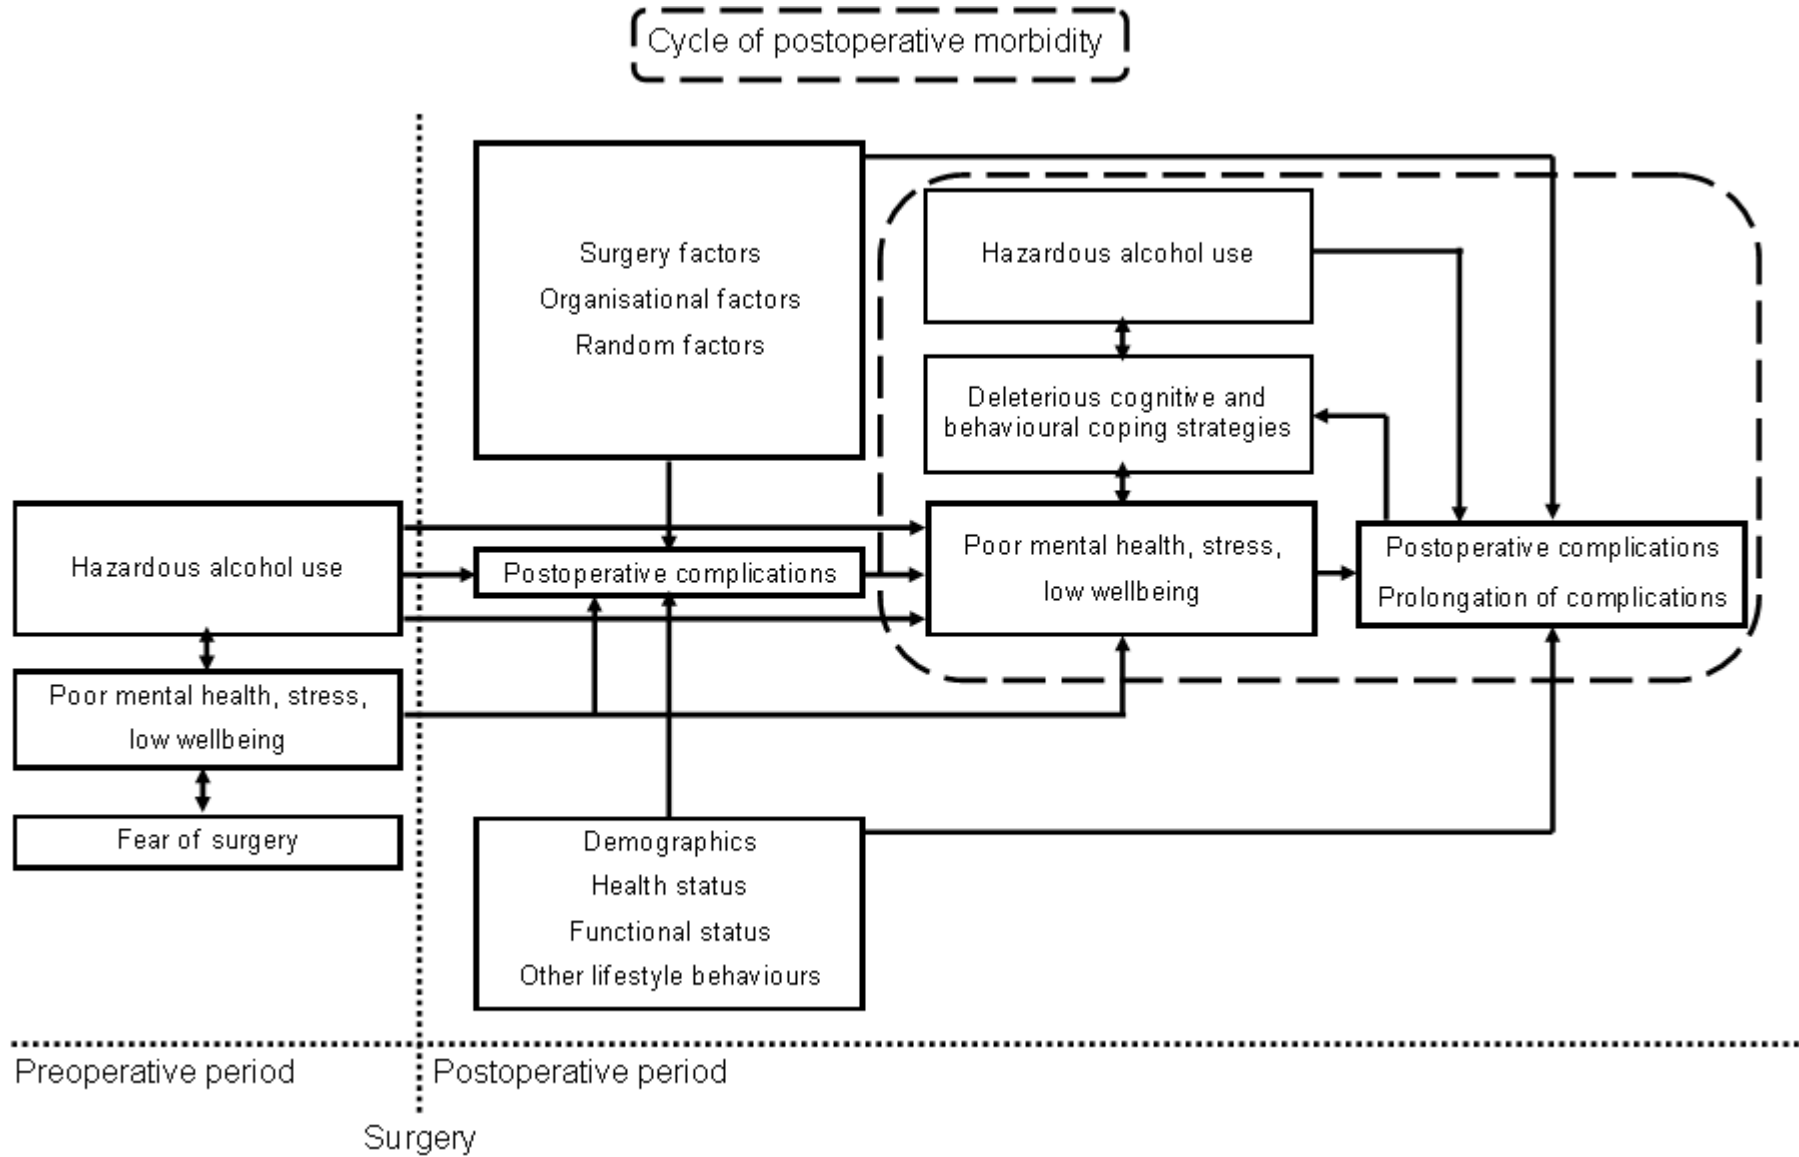 Cycle of postoperative morbidity
Surgery factors
Organisational factors
Random factors
Hazardous alcohol use
Deleterious cognitive and
behavioural coping strategies
Hazardous alcohol use
Postoperative complications
Poor mental health, stress,
low wellbeing
Postoperative complications
Prolongation of complications
Poor mental health, stress,
low wellbeing
Fear of surgery
Demographics
Health status
Functional status
Other lifestyle behaviours
Preoperative period
Postoperative period
Surgery